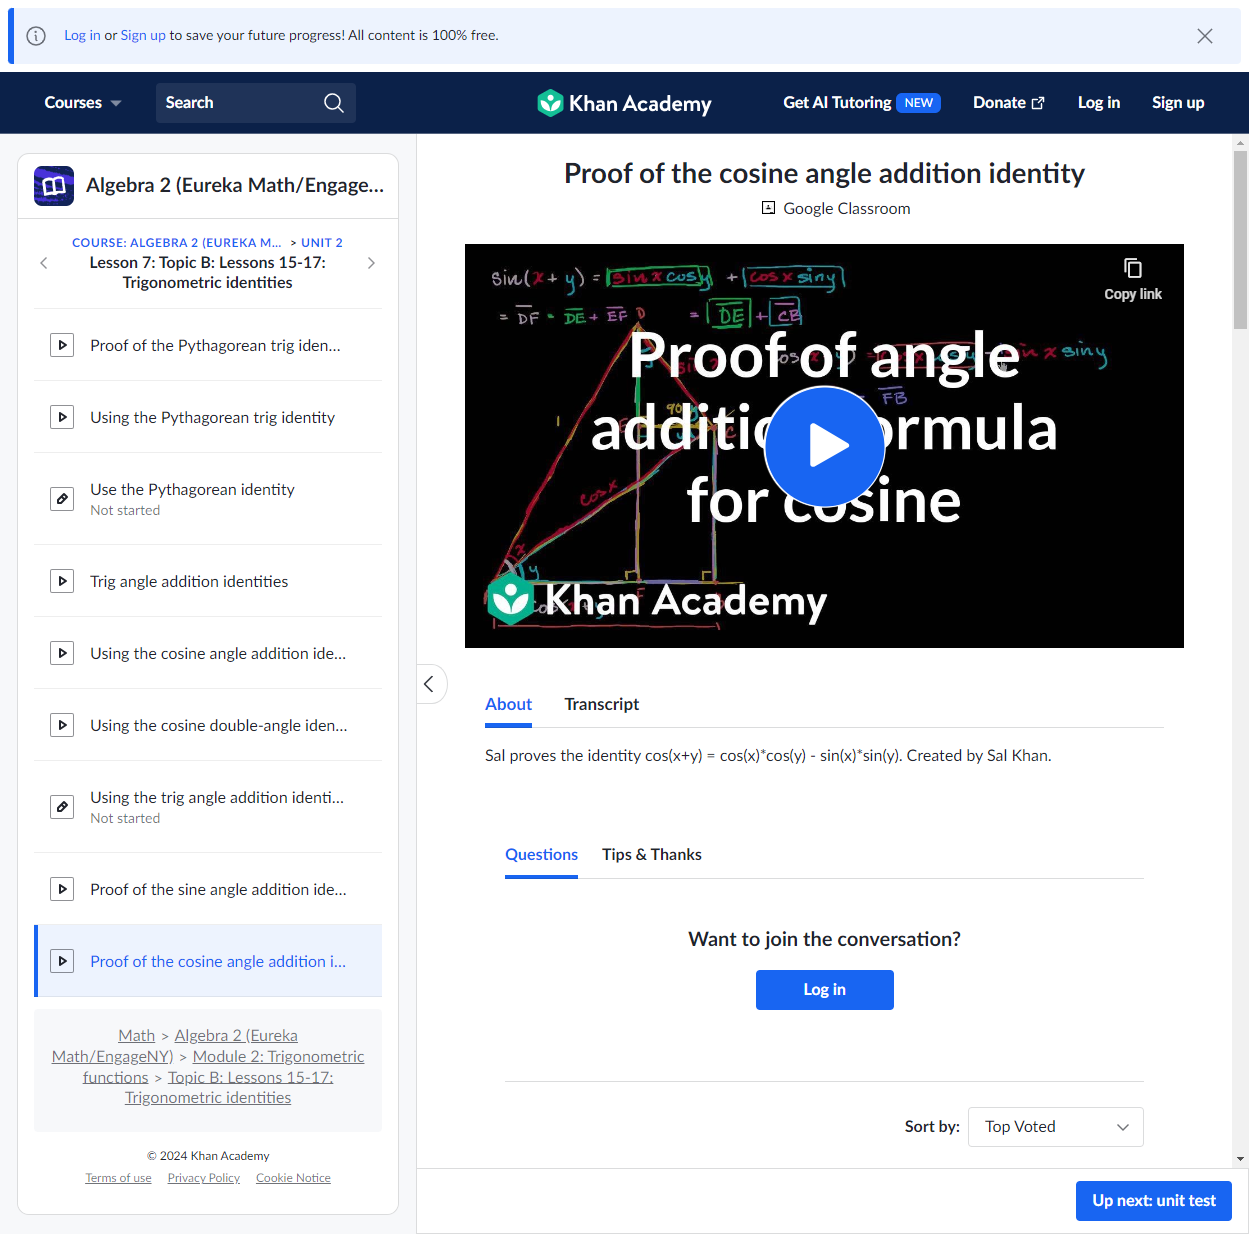 Log in or Sign up to save your future progress! All content is 100% free.
Courses
Search
Khan Academy
Get AI Tutoring NEW
Donate
Log in
Sign up
Algebra 2 (Eureka Math/Engage...
COURSE: ALGEBRA 2 (EUREKA M... > UNIT 2
Lesson 7: Topic B: Lessons 15-17:
Trigonometric identities
Proof of the Pythagorean trig iden...
Using the Pythagorean trig identity
Use the Pythagorean identity
Not started
Trig angle addition identities
Using the cosine angle addition ide...
Using the cosine double-angle iden...
Using the trig angle addition identi...
Not started
Proof of the sine angle addition ide...
Proof of the cosine angle addition i...
Math > Algebra 2 (Eureka
Math/EngageNY) > Module 2: Trigonometric
functions > Topic B: Lessons 15-17:
Trigonometric identities
© 2024 Khan Academy
Terms of use Privacy Policy Cookie Notice
Proof of the cosine angle addition identity
Google Classroom
sin(x+y) = sin x cos y + cos x sin y
= DF = DE + EF = DE + CB
Copy link
Proof of angle
addition formula
for cosine
sin x sin y
FB
cos x
x
y
1
Khan Academy
About
Transcript
Sal proves the identity cos(x+y) = cos(x)*cos(y) - sin(x)*sin(y). Created by Sal Khan.
Questions
Tips & Thanks
Want to join the conversation?
Log in
Sort by:
Top Voted
Up next: unit test